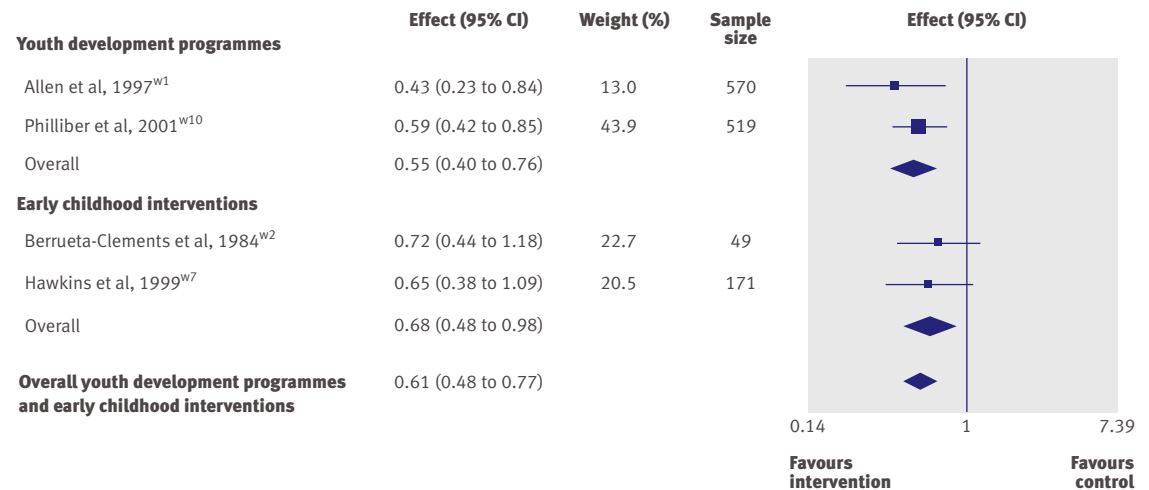 Effect (95% CI) Weight (%) Sample size Effect (95% CI)
Youth development programmes
Allen et al, 1997w1 0.43 (0.23 to 0.84) 13.0 570
Philliber et al, 2001w10 0.59 (0.42 to 0.85) 43.9 519
Overall 0.55 (0.40 to 0.76)
Early childhood interventions
Berrueta-Clements et al, 1984w2 0.72 (0.44 to 1.18) 22.7 49
Hawkins et al, 1999w7 0.65 (0.38 to 1.09) 20.5 171
Overall 0.68 (0.48 to 0.98)
Overall youth development programmes 0.61 (0.48 to 0.77)
and early childhood interventions
0.14 1 7.39
Favours Favours
intervention control